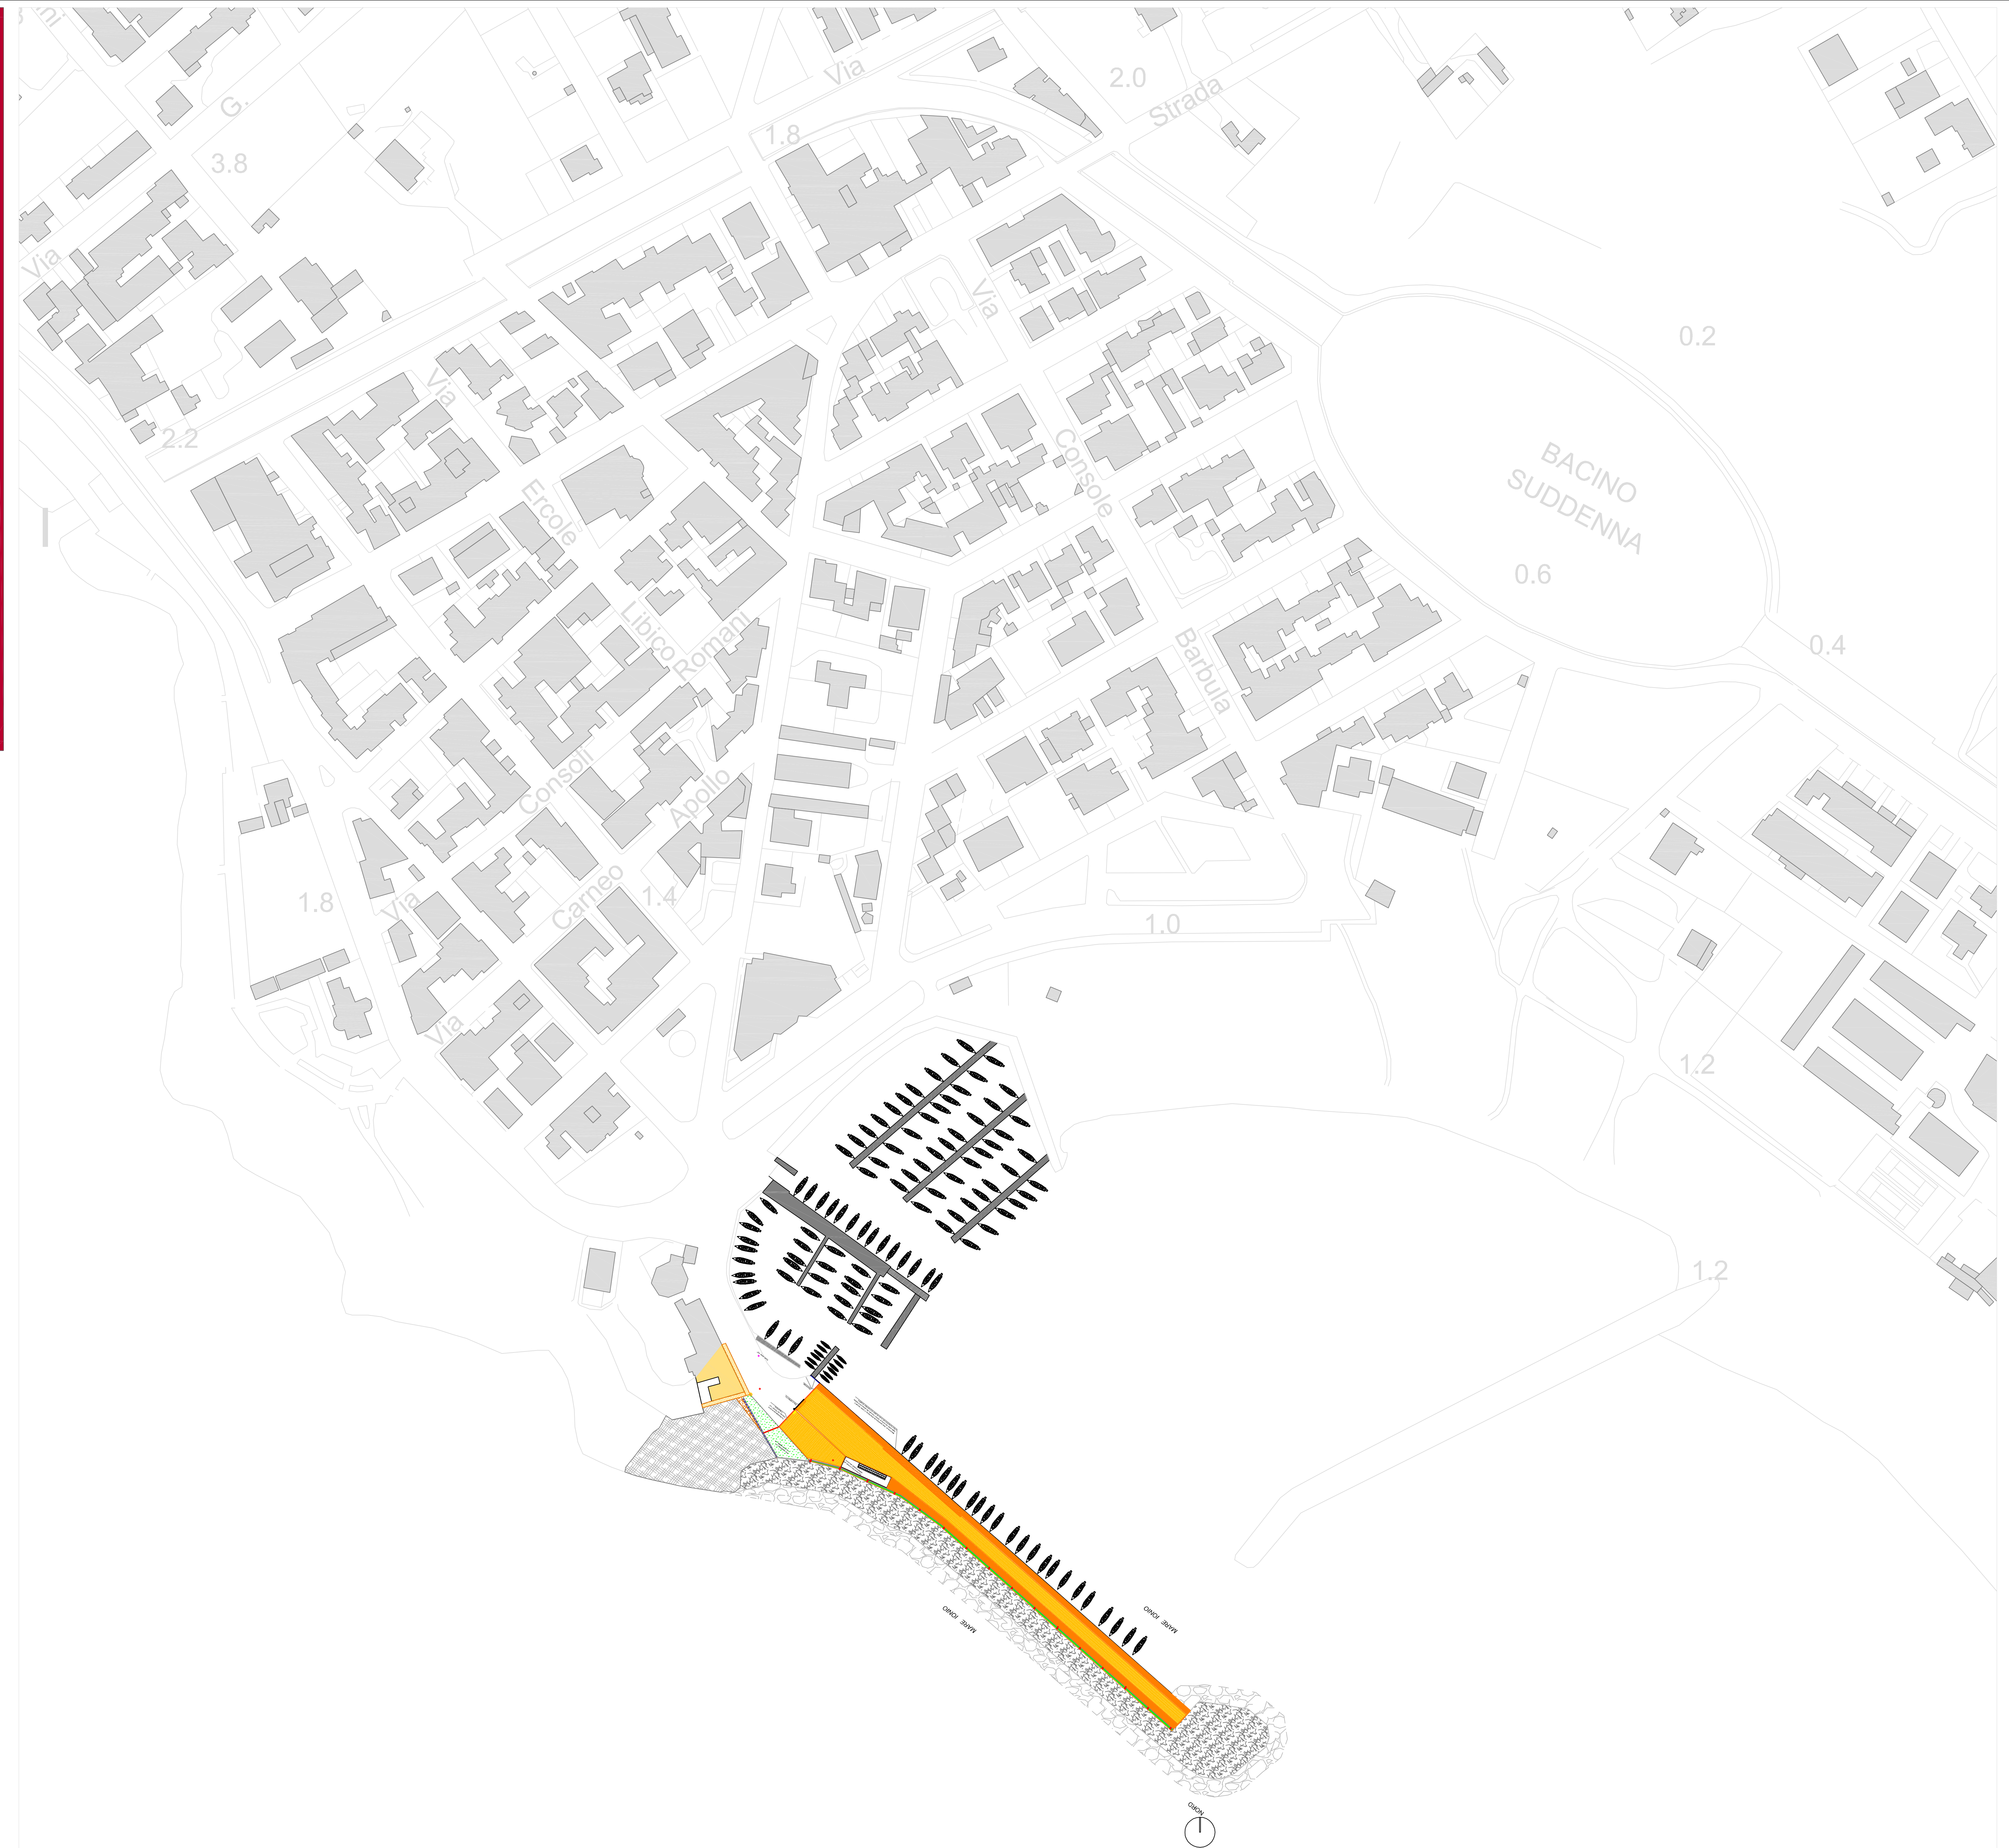 G.
3.8
Via
1.8
Via
2.0
Strada
Via
2.2
Via
Ercole
Libico
Romani
Via
Console
Barbula
0.2
BACINO
SUDDENNA
0.6
0.4
Consoli
Apollo
1.8
Via
Carneo
1.4
1.0
Via
1.2
1.2
MARE IONIO
MARE IONIO
NORD